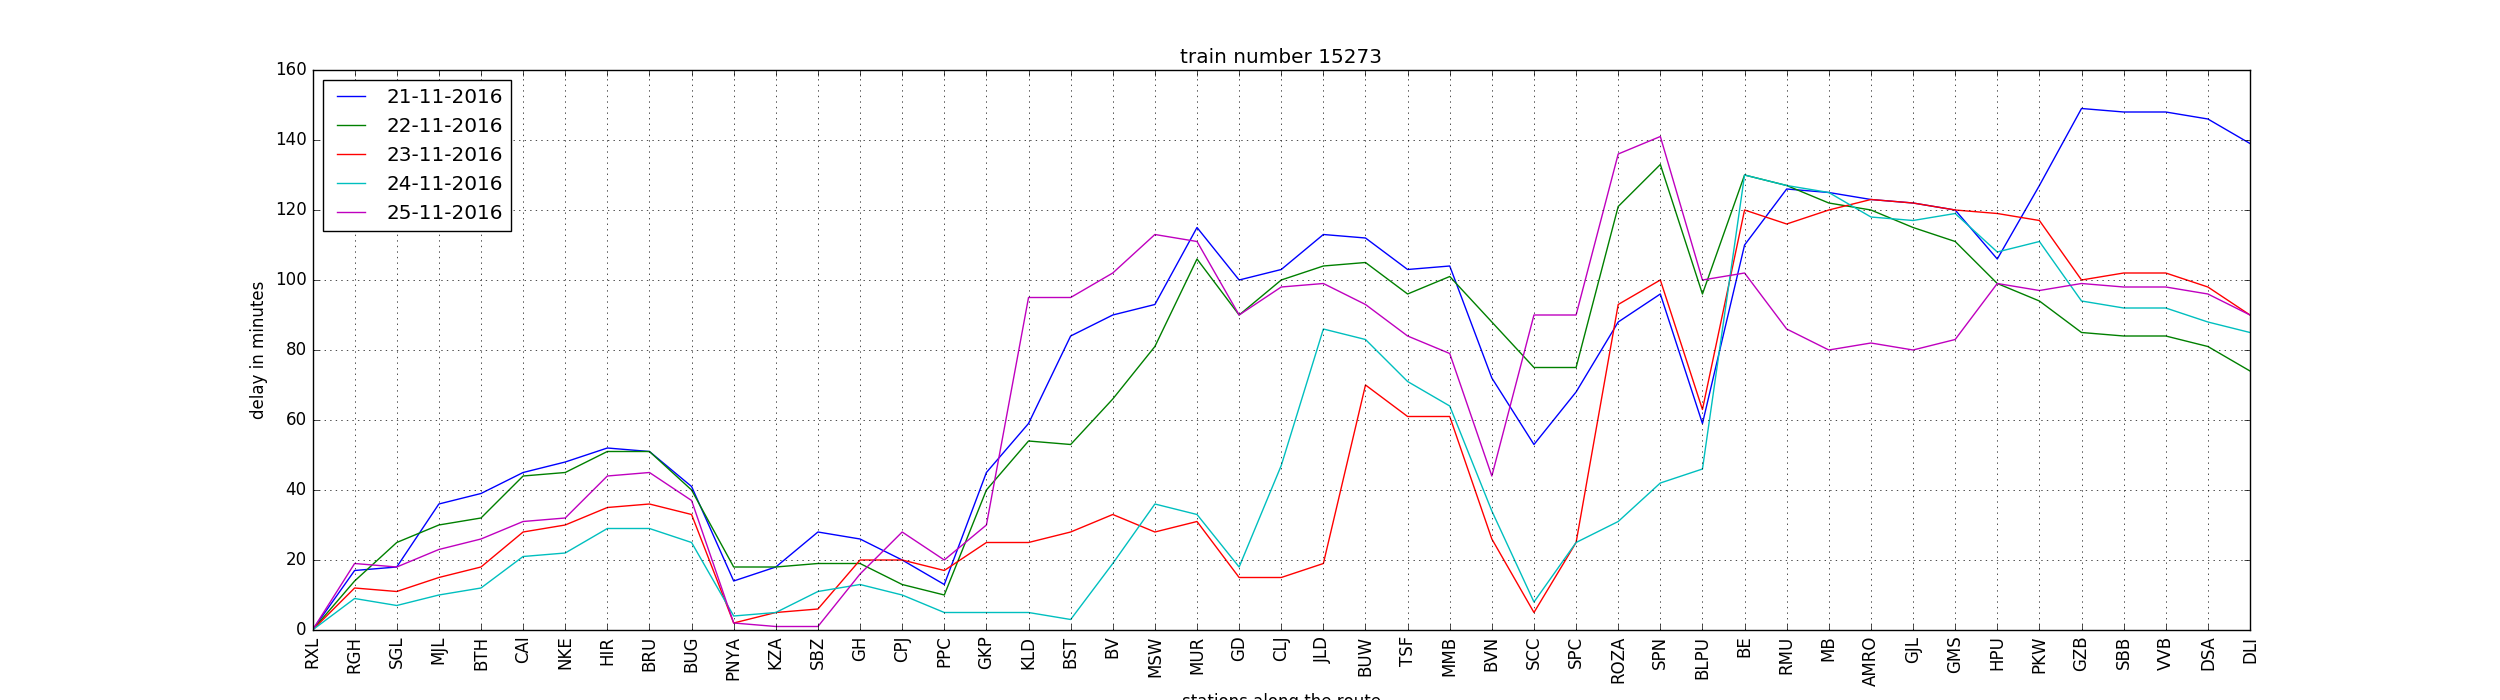 train number 15273
160
140
120
100
80
60
40
20
0
delay in minutes
21-11-2016
22-11-2016
23-11-2016
24-11-2016
25-11-2016
RXL
RGH
SGL
MJL
BTH
CAI
NKE
HIR
BRU
BUG
PNYA
KZA
SBZ
GH
CPJ
PPC
GKP
KLD
BST
BV
MSW
MUR
GD
CLJ
JLD
BUW
TSF
MMB
BVN
SCC
SPC
ROZA
SPN
BLPU
BE
RMU
MB
AMRO
GJL
GMS
HPU
PKW
GZB
SBB
VVB
DSA
DLI
stations along the route